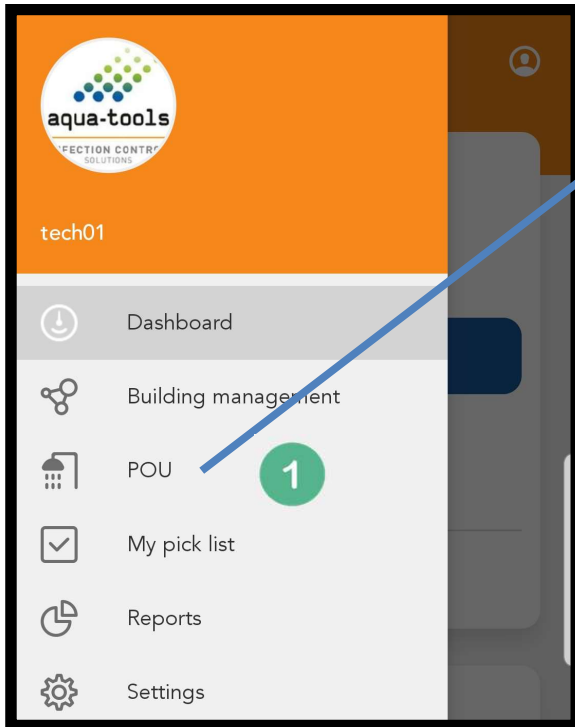 aqua-tools
SOLUTIONS
tech01
Dashboard
Building management
POU
1
My pick list
Reports
Settings